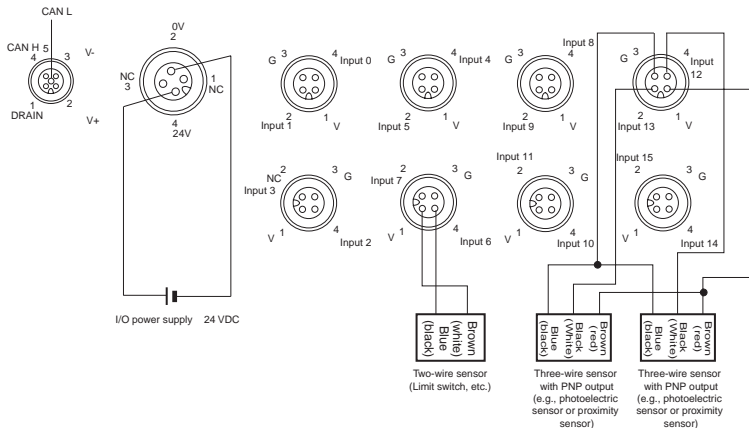 CAN L
CAN H 5
4
3
V-
1
DRAIN
2
V+
0V
2
NC
3
1
NC
4
24V
I/O power supply 24 VDC
G 3
4 Input 0
2
Input 1
1
V
G 3
4 Input 4
2
Input 5
1
V
G 3
4
Input 8
2
Input 9
1
V
G 3
4
Input
12
2
Input 13
1
V
NC 2
Input 3
3
G
V 1
4
Input 2
Input 7
2
3
G
V 1
4
Input 6
Input 11
2
3
G
V 1
4
Input 10
Input 15
2
3
G
V 1
4
Input 14
Brown
(white)
Blue
(black)
Two-wire sensor
(Limit switch, etc.)
Brown
(red)
Black
(White)
Blue
(black)
Three-wire sensor
with PNP output
(e.g., photoelectric
sensor or proximity
sensor)
Brown
(red)
Black
(White)
Blue
(black)
Three-wire sensor
with PNP output
(e.g., photoelectric
sensor or proximity
sensor)